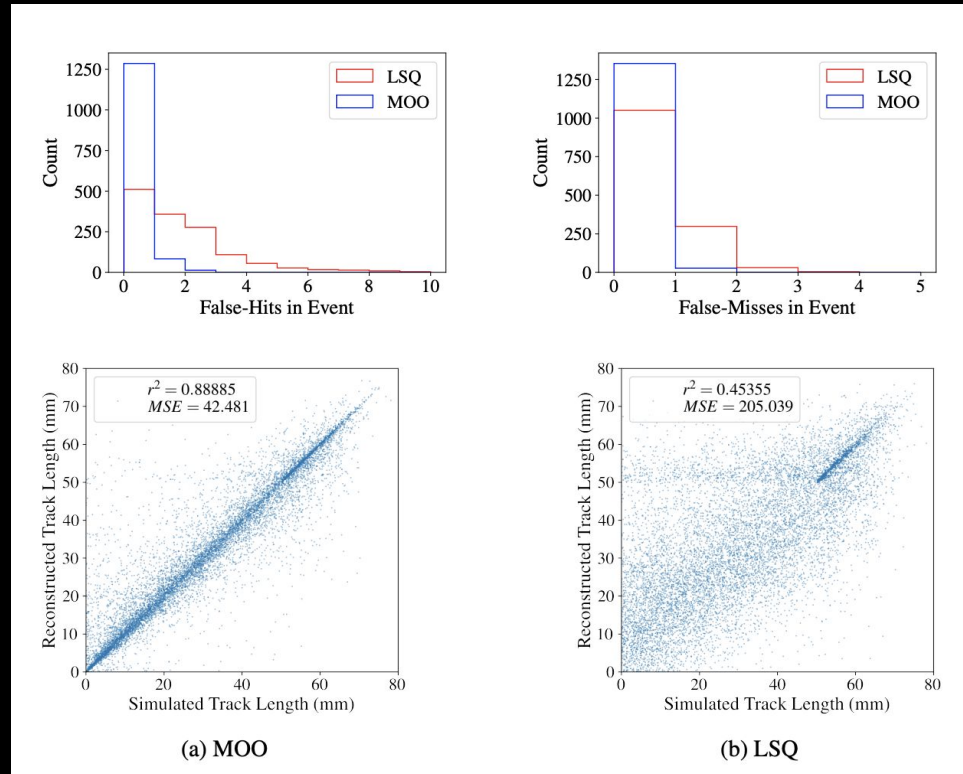 1250
1000
750
500
250
0
Count
LSQ
MOO
0 2 4 6 8 10
False-Hits in Event
1250
1000
750
500
250
0
Count
LSQ
MOO
0 1 2 3 4 5
False-Misses in Event
80
70
60
50
40
30
20
10
0
Reconstructed Track Length (mm)
r² = 0.88885
MSE = 42.481
0 20 40 60 80
Simulated Track Length (mm)
(a) MOO
80
70
60
50
40
30
20
10
0
Reconstructed Track Length (mm)
r² = 0.45355
MSE = 205.039
0 20 40 60 80
Simulated Track Length (mm)
(b) LSQ